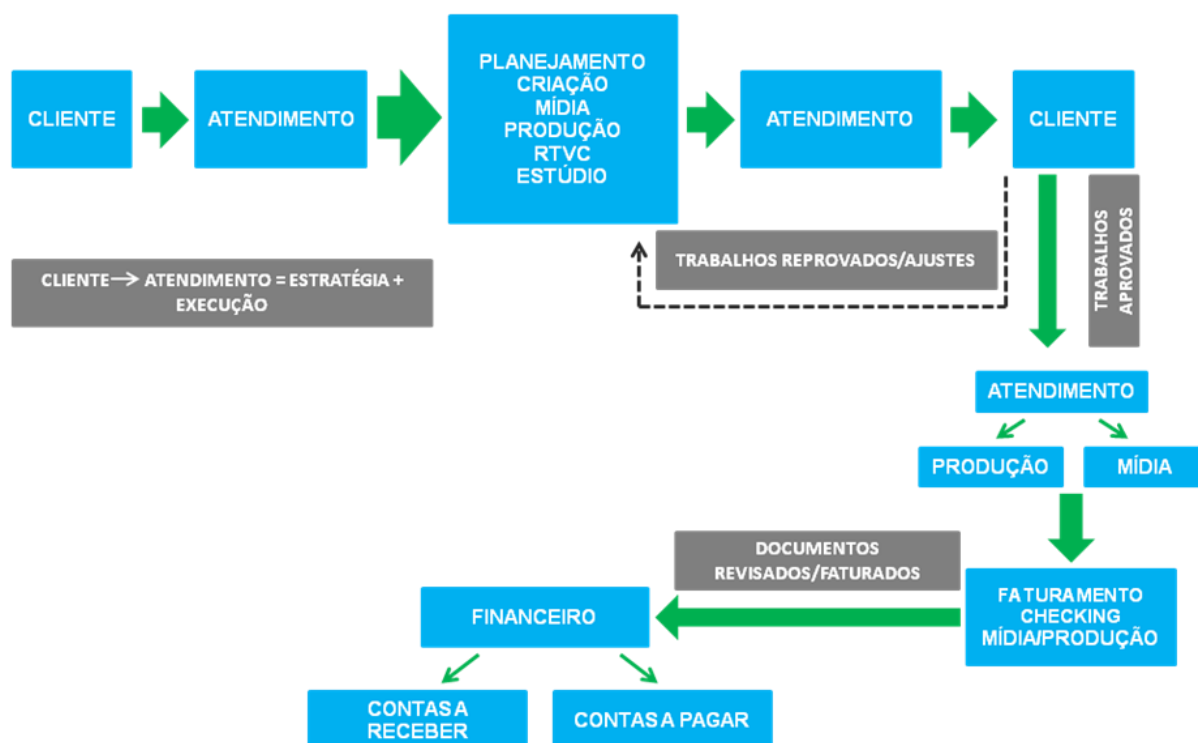 CLIENTE
ATENDIMENTO
PLANEJAMENTO
CRIAÇÃO
MÍDIA
PRODUÇÃO
RTVC
ESTÚDIO
ATENDIMENTO
CLIENTE
CLIENTE → ATENDIMENTO = ESTRATÉGIA +
EXECUÇÃO
TRABALHOS REPROVADOS/AJUSTES
TRABALHOS
APROVADOS
ATENDIMENTO
PRODUÇÃO
MÍDIA
DOCUMENTOS
REVISADOS/FATURADOS
FATURAMENTO
CHECKING
MÍDIA/PRODUÇÃO
FINANCEIRO
CONTAS A
RECEBER
CONTAS A PAGAR